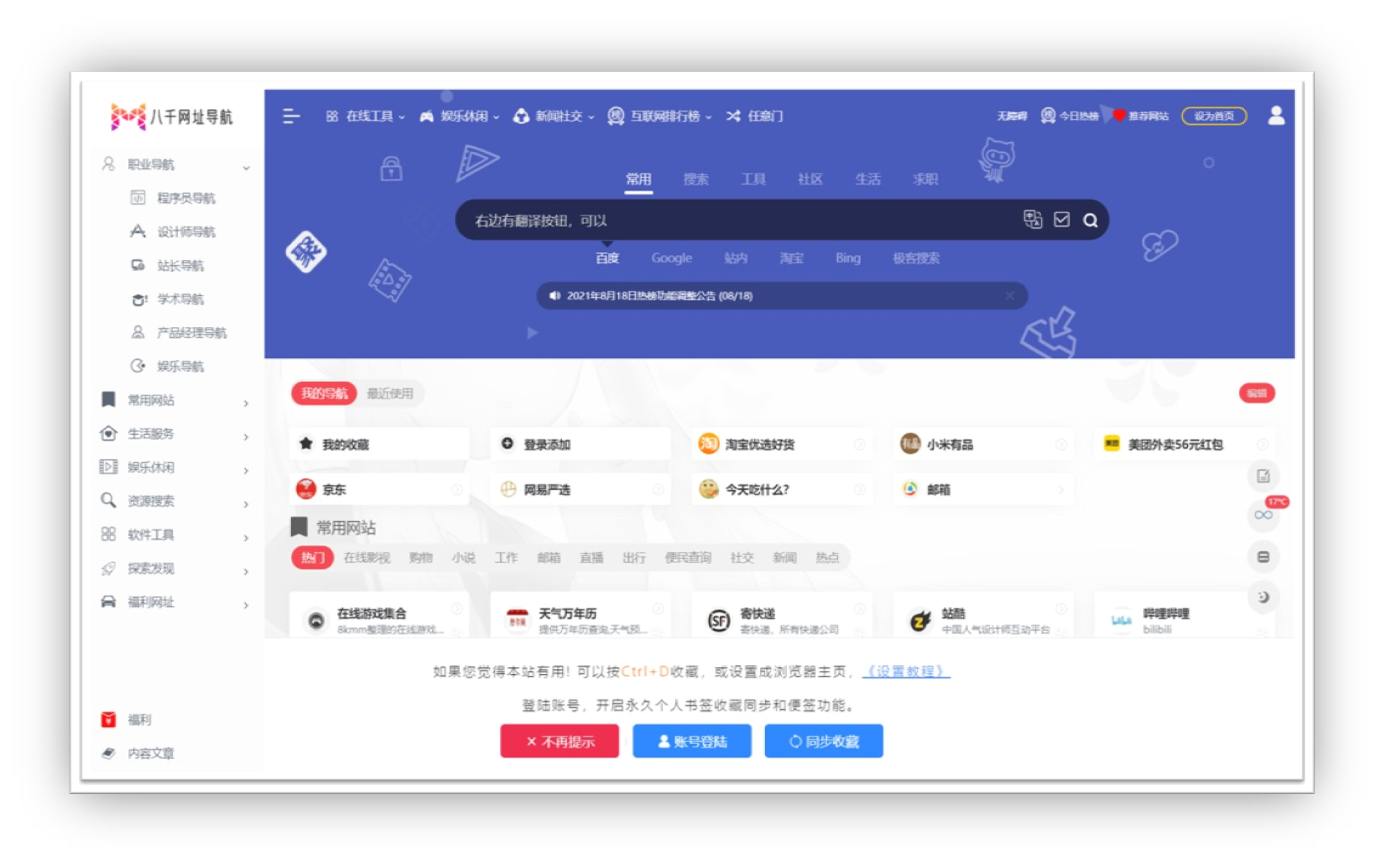 八千网址导航
在线工具 娱乐休闲 新闻社交 互联网排行榜 任意门 无障碍 今日热榜 推荐网站 设为首页
职业导航
程序员导航
设计师导航
站长导航
学术导航
产品经理导航
娱乐导航
常用网站
生活服务
娱乐休闲
资源搜索
软件工具
探索发现
福利网址
福利
内容文章
常用 搜索 工具 社区 生活 求职
右边有翻译按钮，可以
百度 Google 站内 淘宝 Bing 极客搜索
2021年8月18日热榜功能调整公告 (08/18)
我的导航 最近使用 编辑
我的收藏 登录添加 淘宝优选好货 小米有品 美团外卖56元红包
京东 网易严选 今天吃什么? 邮箱
17℃
常用网站
热门 在线影视 购物 小说 工作 邮箱 直播 出行 便民查询 社交 新闻 热点
在线游戏集合 天气万年历 寄快递 站酷 哔哩哔哩
8kmm整理的在线游戏... 提供万年历查询,天气预... 寄快递，所有快递公司 中国人气设计师互动平台 bilibili
如果您觉得本站有用! 可以按Ctrl+D收藏，或设置成浏览器主页，《设置教程》
登陆账号，开启永久个人书签收藏同步和便签功能。
× 不再提示 账号登陆 同步收藏